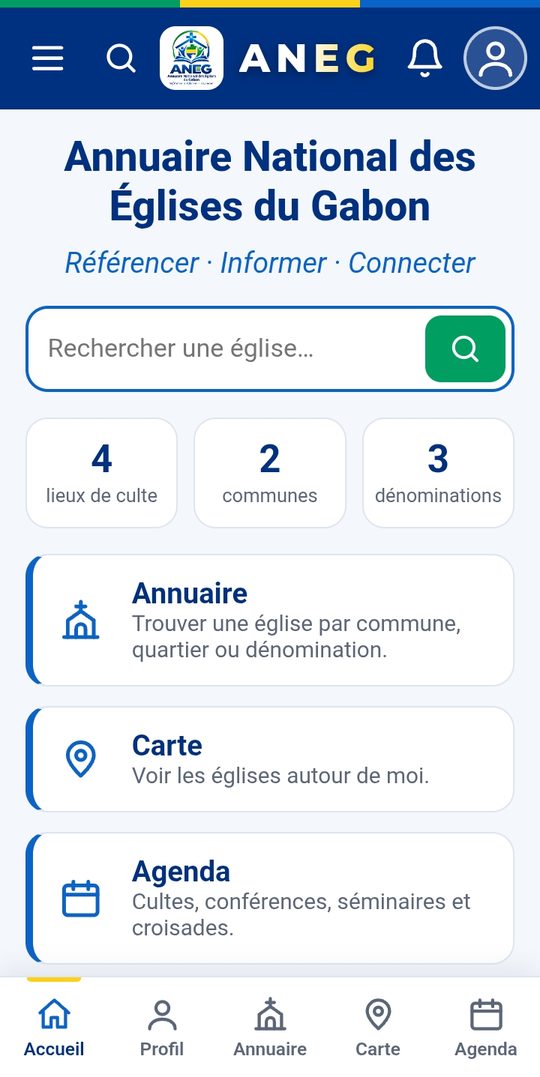 ANEG
ANEG
Annuaire National des
Églises du Gabon
Référencer · Informer · Connecter
Rechercher une église...
4
lieux de culte
2
communes
3
dénominations
Annuaire
Trouver une église par commune,
quartier ou dénomination.
Carte
Voir les églises autour de moi.
Agenda
Cultes, conférences, séminaires et
croisades.
Accueil
Profil
Annuaire
Carte
Agenda